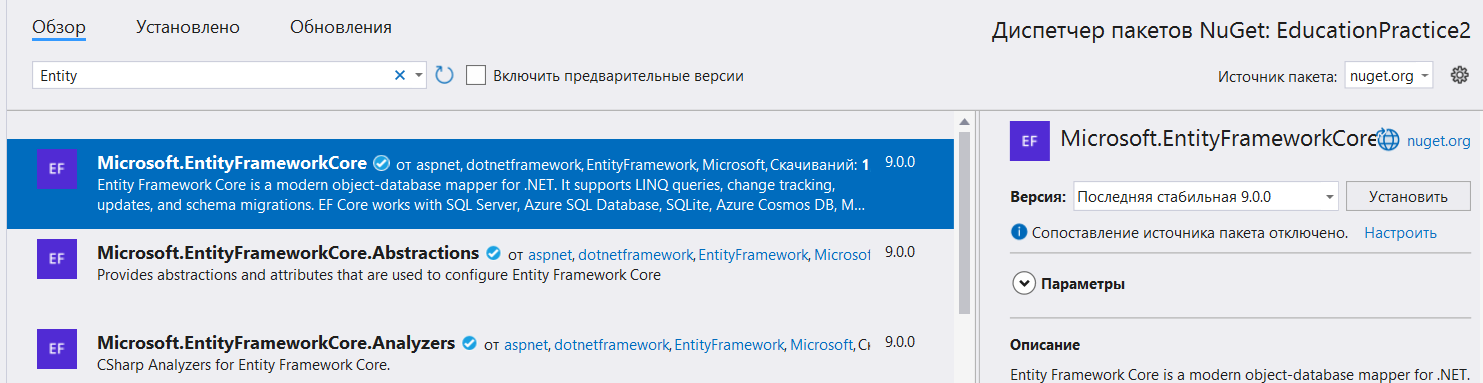 Обзор Установлено Обновления
Диспетчер пакетов NuGet: EducationPractice2
Entity
Включить предварительные версии
Источник пакета: nuget.org
EF
Microsoft.EntityFrameworkCore от aspnet, dotnetframework, EntityFramework, Microsoft, Скачиваний: 1 9.0.0
Entity Framework Core is a modern object-database mapper for .NET. It supports LINQ queries, change tracking,
updates, and schema migrations. EF Core works with SQL Server, Azure SQL Database, SQLite, Azure Cosmos DB, M...
EF
Microsoft.EntityFrameworkCore.Abstractions от aspnet, dotnetframework, EntityFramework, Microsof 9.0.0
Provides abstractions and attributes that are used to configure Entity Framework Core
EF
Microsoft.EntityFrameworkCore.Analyzers от aspnet, dotnetframework, EntityFramework, Microsoft, Ск 9.0.0
CSharp Analyzers for Entity Framework Core.
EF
Microsoft.EntityFrameworkCore nuget.org
Версия: Последняя стабильная 9.0.0 Установить
Сопоставление источника пакета отключено. Настроить
Параметры
Описание
Entity Framework Core is a modern object-database mapper for .NET.